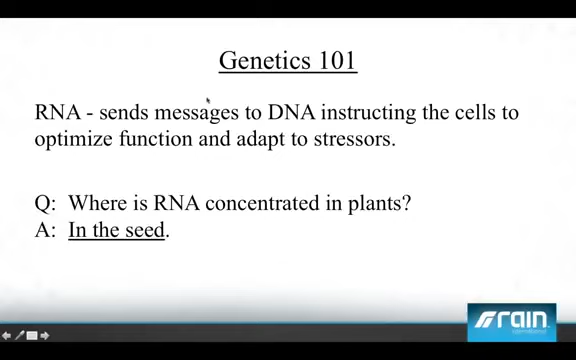 Genetics 101
RNA - sends messages to DNA instructing the cells to
optimize function and adapt to stressors.
Q: Where is RNA concentrated in plants?
A: In the seed.
rain